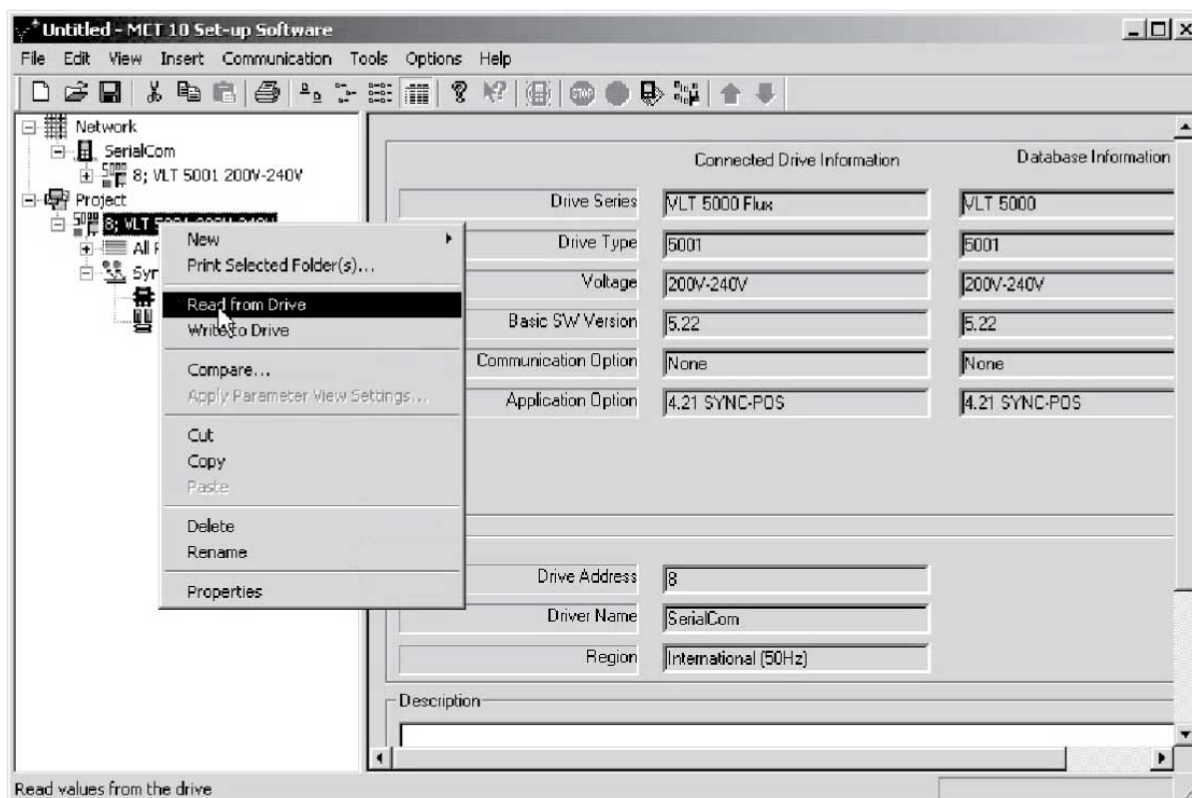 Untitled - MCT 10 Set-up Software
File Edit View Insert Communication Tools Options Help
Network
SerialCom
8; VLT 5001 200V-240V
Project
8; VLT 5001 200V-240V
All
Syn
New
Print Selected Folder(s)...
Read from Drive
Write to Drive
Compare...
Apply Parameter View Settings...
Cut
Copy
Paste
Delete
Rename
Properties
Connected Drive Information Database Information
Drive Series VLT 5000 Flux VLT 5000
Drive Type 5001 5001
Voltage 200V-240V 200V-240V
Basic SW Version 5.22 5.22
Communication Option None None
Application Option 4.21 SYNC-POS 4.21 SYNC-POS
Drive Address 8
Driver Name SerialCom
Region International (50Hz)
Description
Read values from the drive